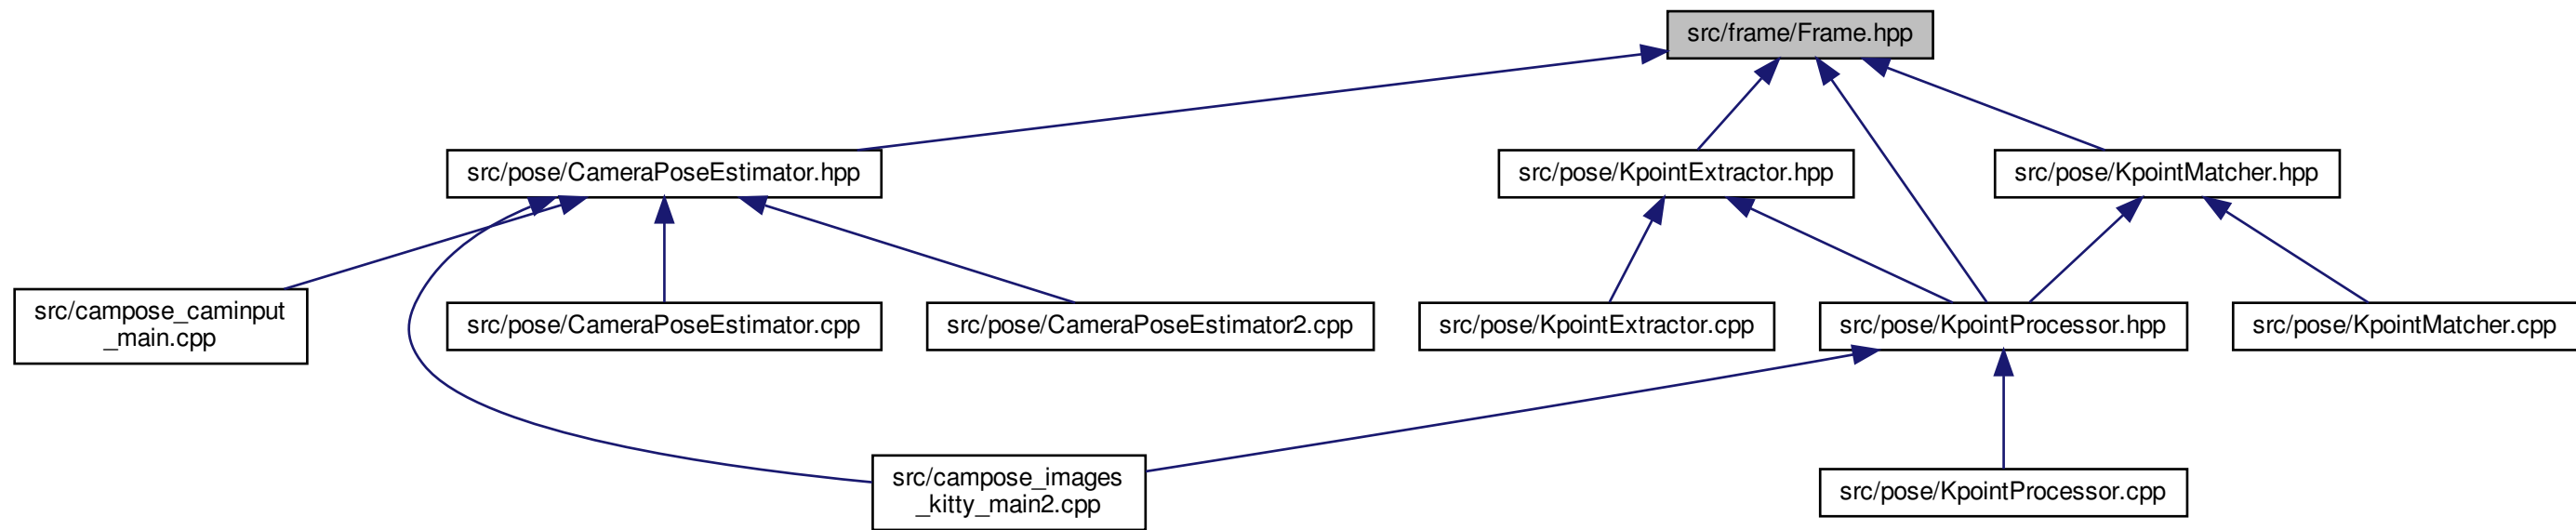 src/frame/Frame.hpp
src/pose/CameraPoseEstimator.hpp
src/pose/KpointExtractor.hpp
src/pose/KpointMatcher.hpp
src/campose_caminput
_main.cpp
src/pose/CameraPoseEstimator.cpp
src/pose/CameraPoseEstimator2.cpp
src/pose/KpointExtractor.cpp
src/pose/KpointProcessor.hpp
src/pose/KpointMatcher.cpp
src/campose_images
_kitty_main2.cpp
src/pose/KpointProcessor.cpp